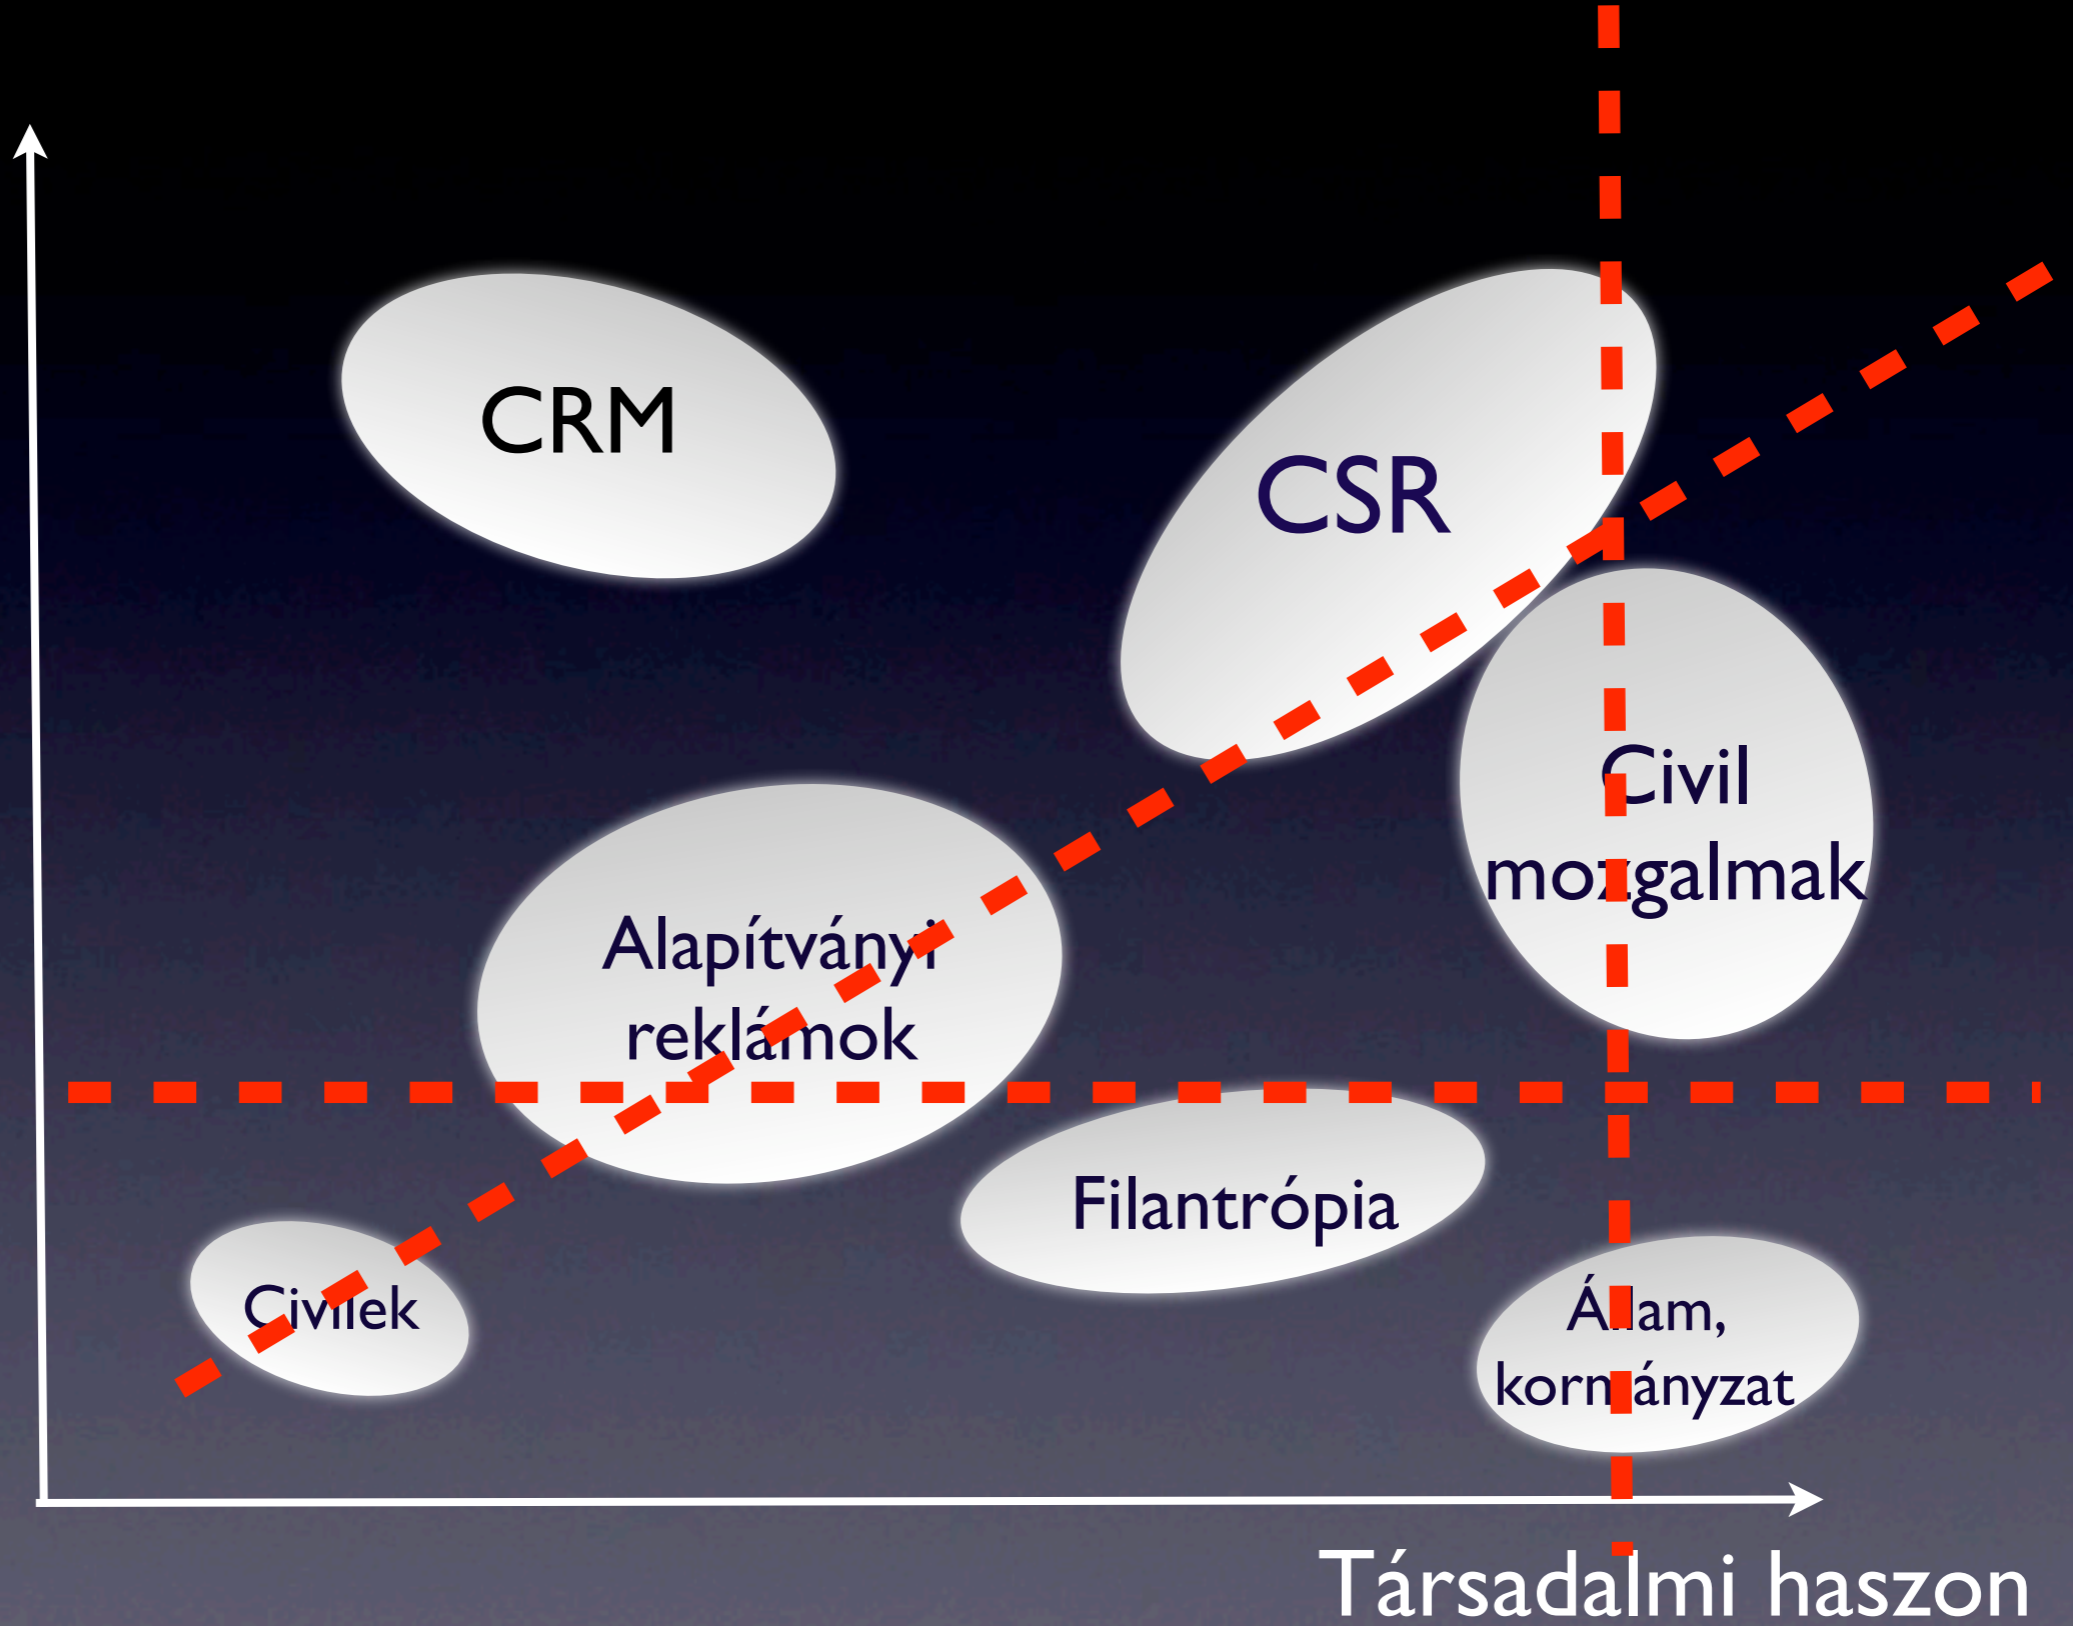 CRM
CSR
Civil
mozgalmak
Alapítványi
reklámok
Filantrópia
Civilek
Állam,
kormányzat
Társadalmi haszon